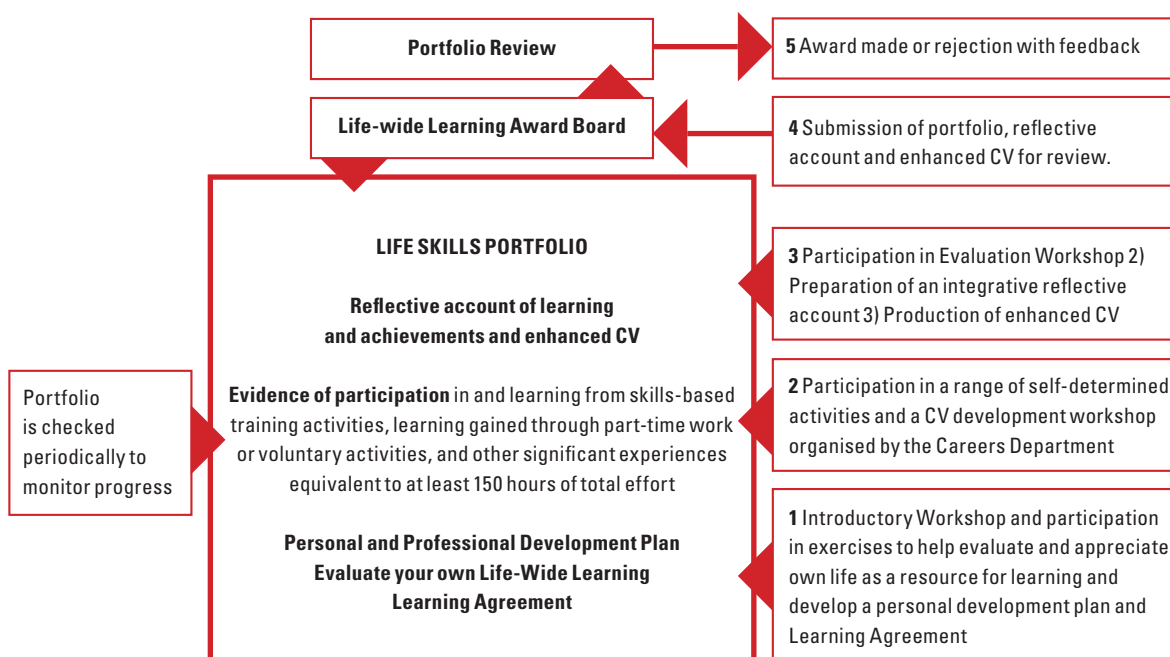 Portfolio Review
5 Award made or rejection with feedback
Life-wide Learning Award Board
4 Submission of portfolio, reflective
account and enhanced CV for review.
LIFE SKILLS PORTFOLIO
Reflective account of learning
and achievements and enhanced CV
3 Participation in Evaluation Workshop 2)
Preparation of an integrative reflective
account 3) Production of enhanced CV
Portfolio
is checked
periodically to
monitor progress
Evidence of participation in and learning from skills-based
training activities, learning gained through part-time work
or voluntary activities, and other significant experiences
equivalent to at least 150 hours of total effort
2 Participation in a range of self-determined
activities and a CV development workshop
organised by the Careers Department
Personal and Professional Development Plan
Evaluate your own Life-Wide Learning
Learning Agreement
1 Introductory Workshop and participation
in exercises to help evaluate and appreciate
own life as a resource for learning and
develop a personal development plan and
Learning Agreement